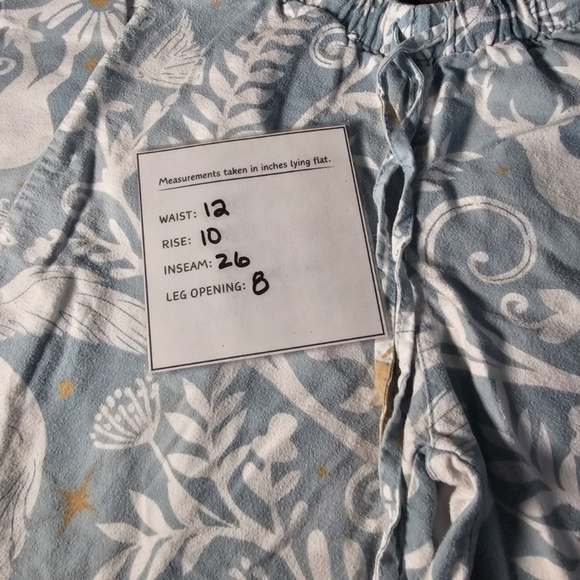 Measurements taken in inches lying flat.
WAIST: 12
RISE: 10
INSEAM: 26
LEG OPENING: 8